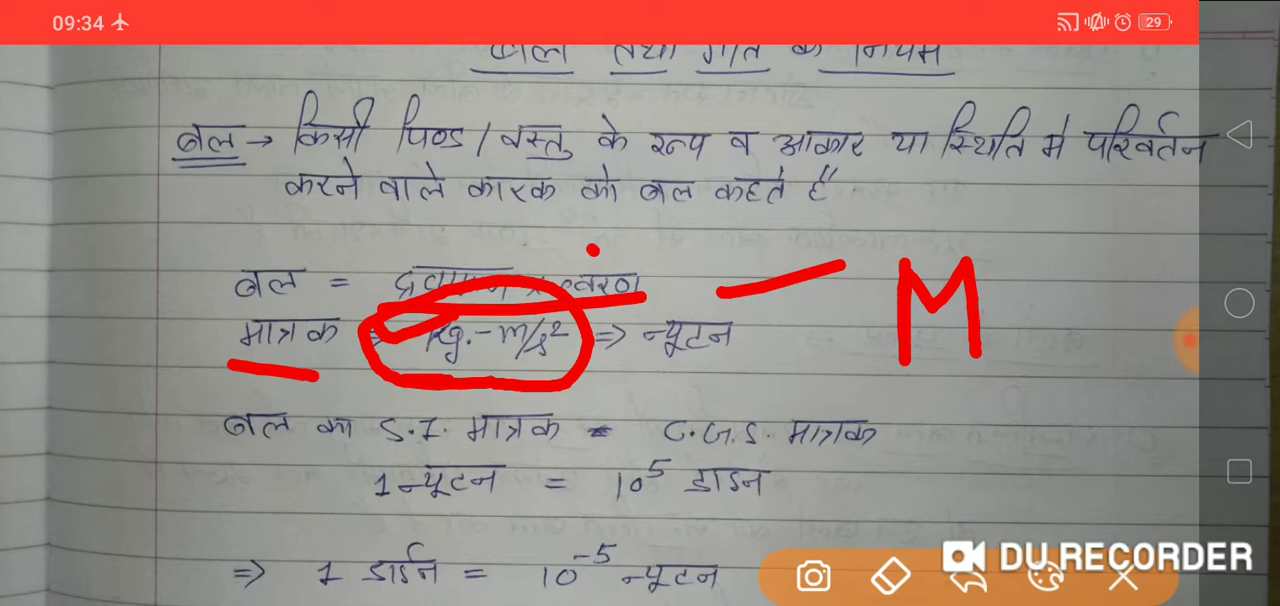 09:34
29
बल तथा गति के नियम
बल → किसी पिण्ड / वस्तु के रूप व आकार या स्थिति मे परिवर्तन
करने वाले कारक को बल कहते हैं
बल = द्रव्यमान × त्वरण
M
मात्रक = kg.-m/s² ⇒ न्यूटन
बल का S.I. मात्रक = C.G.S. मात्रक
1 न्यूटन = 10⁵ डाइन
⇒ 1 डाईन = 10⁻⁵ न्यूटन
DU RECORDER